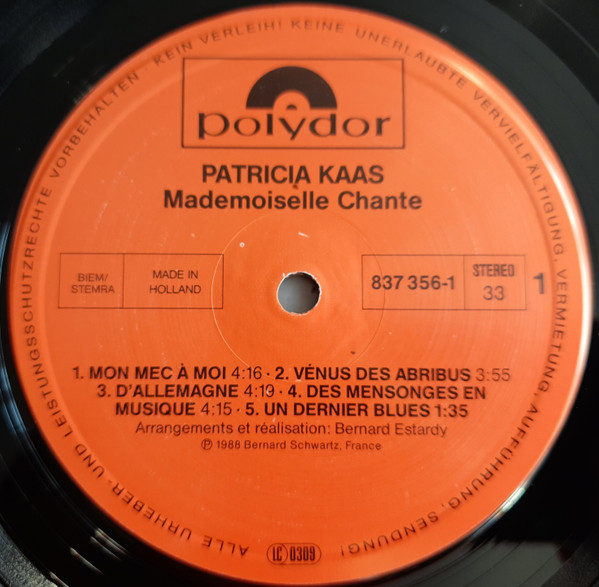 polydor
PATRICIA KAAS
Mademoiselle Chante
BIEM/
STEMRA
MADE IN
HOLLAND
837 356-1
STEREO
33
1
1. MON MEC À MOI 4:16 · 2. VÉNUS DES ABRIBUS 3:55
3. D'ALLEMAGNE 4:19 · 4. DES MENSONGES EN
MUSIQUE 4:15 · 5. UN DERNIER BLUES 1:35
Arrangements et réalisation: Bernard Estardy
℗ 1988 Bernard Schwartz, France
ALLE URHEBER- UND LEISTUNGSSCHUTZRECHTE VORBEHALTEN · KEIN VERLEIH! KEINE UNERLAUBTE VERVIELFÄLTIGUNG, VERMIETUNG, AUFFÜHRUNG, SENDUNG!
LC 0309